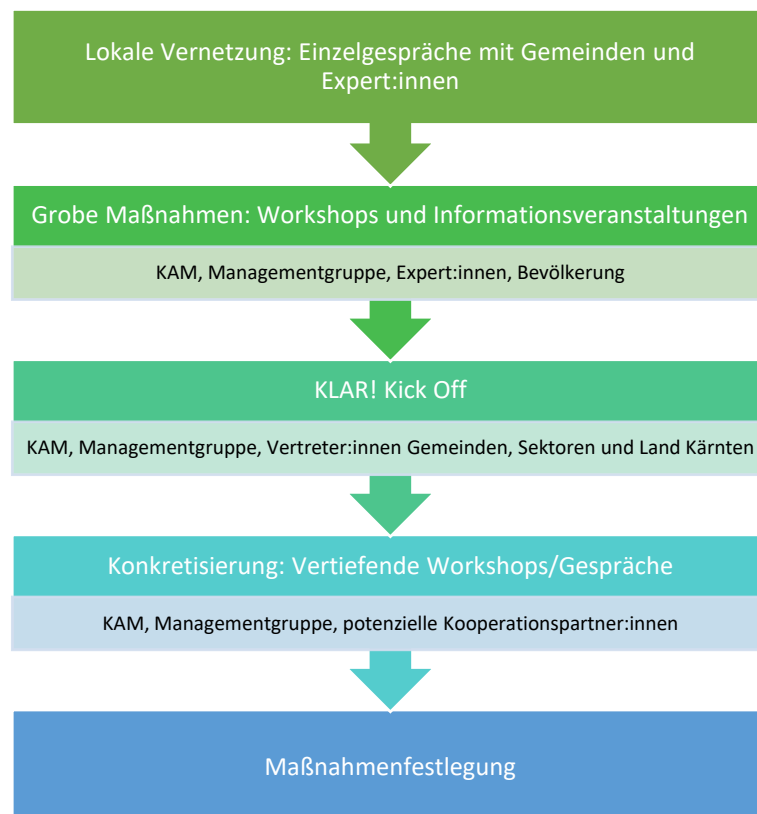 Lokale Vernetzung: Einzelgespräche mit Gemeinden und
Expert:innen
Grobe Maßnahmen: Workshops und Informationsveranstaltungen
KAM, Managementgruppe, Expert:innen, Bevölkerung
KLAR! Kick Off
KAM, Managementgruppe, Vertreter:innen Gemeinden, Sektoren und Land Kärnten
Konkretisierung: Vertiefende Workshops/Gespräche
KAM, Managementgruppe, potenzielle Kooperationspartner:innen
Maßnahmenfestlegung